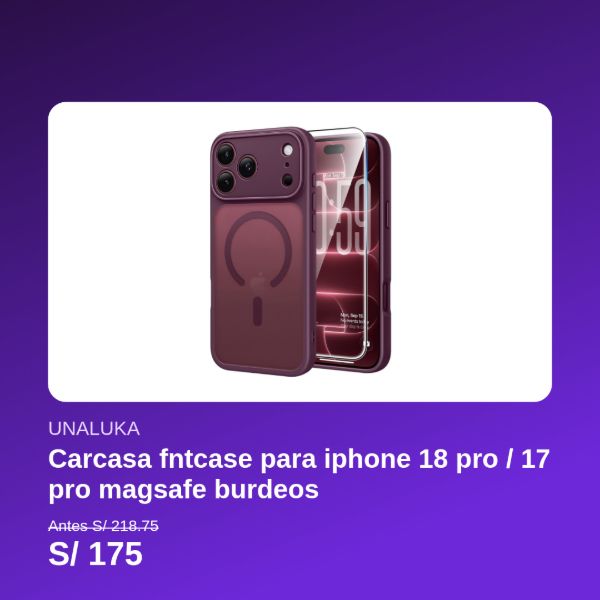 UNALUKA
Carcasa fntcase para iphone 18 pro / 17
pro magsafe burdeos
Antes S/ 218.75
S/ 175